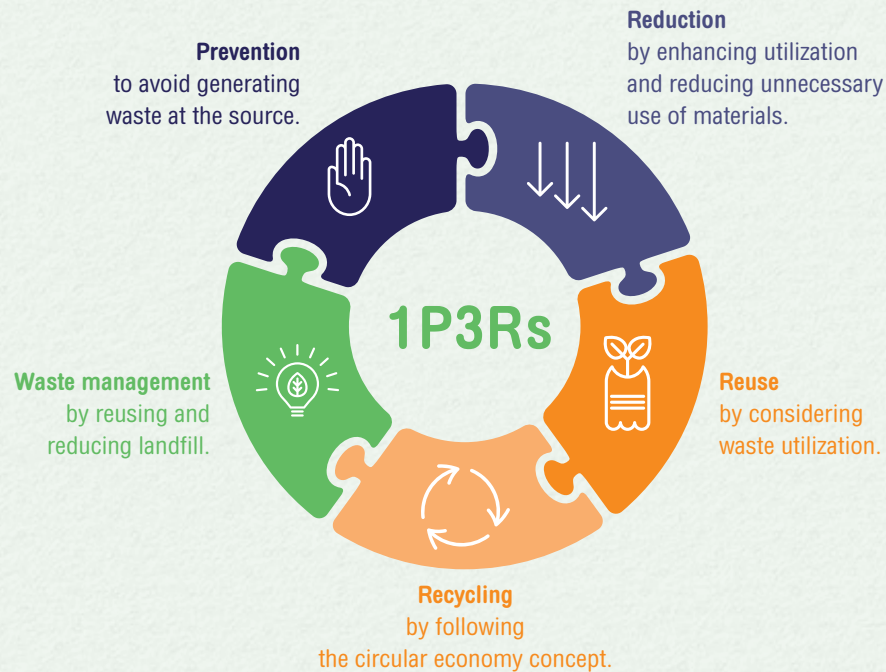 Prevention
to avoid generating
waste at the source.
Reduction
by enhancing utilization
and reducing unnecessary
use of materials.
1P3Rs
Waste management
by reusing and
reducing landfill.
Reuse
by considering
waste utilization.
Recycling
by following
the circular economy concept.